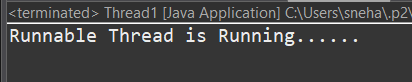 <terminated> Thread1 [Java Application] C:\Users\sneha\.p2\
Runnable Thread is Running......